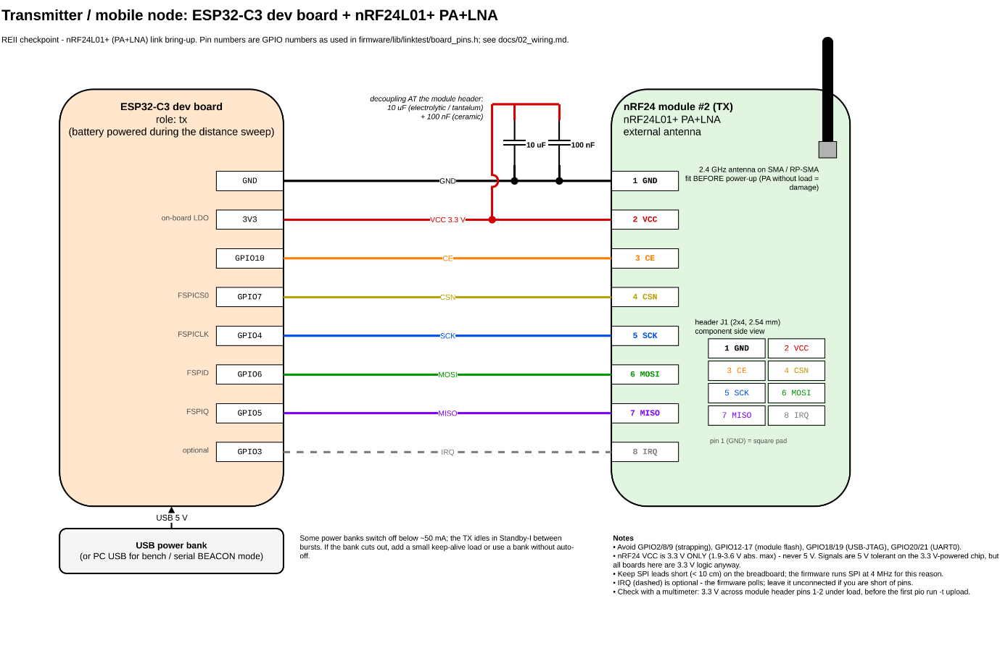 Transmitter / mobile node: ESP32-C3 dev board + nRF24L01+ PA+LNA
REII checkpoint - nRF24L01+ (PA+LNA) link bring-up. Pin numbers are GPIO numbers as used in firmware/lib/linktest/board_pins.h; see docs/02_wiring.md.
ESP32-C3 dev board
role: tx
(battery powered during the distance sweep)
decoupling AT the module header:
10 uF (electrolytic / tantalum)
+ 100 nF (ceramic)
10 uF
100 nF
nRF24 module #2 (TX)
nRF24L01+ PA+LNA
external antenna
2.4 GHz antenna on SMA / RP-SMA
fit BEFORE power-up (PA without load =
damage)
GND
GND
1 GND
on-board LDO
3V3
VCC 3.3 V
2 VCC
GPIO10
CE
3 CE
FSPICS0
GPIO7
CSN
4 CSN
FSPICLK
GPIO4
SCK
5 SCK
FSPID
GPIO6
MOSI
6 MOSI
FSPIQ
GPIO5
MISO
7 MISO
optional
GPIO3
IRQ
8 IRQ
header J1 (2x4, 2.54 mm)
component side view
1 GND
2 VCC
3 CE
4 CSN
5 SCK
6 MOSI
7 MISO
8 IRQ
pin 1 (GND) = square pad
USB 5 V
USB power bank
(or PC USB for bench / serial BEACON mode)
Some power banks switch off below ~50 mA; the TX idles in Standby-I between
bursts. If the bank cuts out, add a small keep-alive load or use a bank without auto-
off.
Notes
• Avoid GPIO2/8/9 (strapping), GPIO12-17 (module flash), GPIO18/19 (USB-JTAG), GPIO20/21 (UART0).
• nRF24 VCC is 3.3 V ONLY (1.9-3.6 V abs. max) - never 5 V. Signals are 5 V tolerant on the 3.3 V-powered chip, but
all boards here are 3.3 V logic anyway.
• Keep SPI leads short (< 10 cm) on the breadboard; the firmware runs SPI at 4 MHz for this reason.
• IRQ (dashed) is optional - the firmware polls; leave it unconnected if you are short of pins.
• Check with a multimeter: 3.3 V across module header pins 1-2 under load, before the first pio run -t upload.